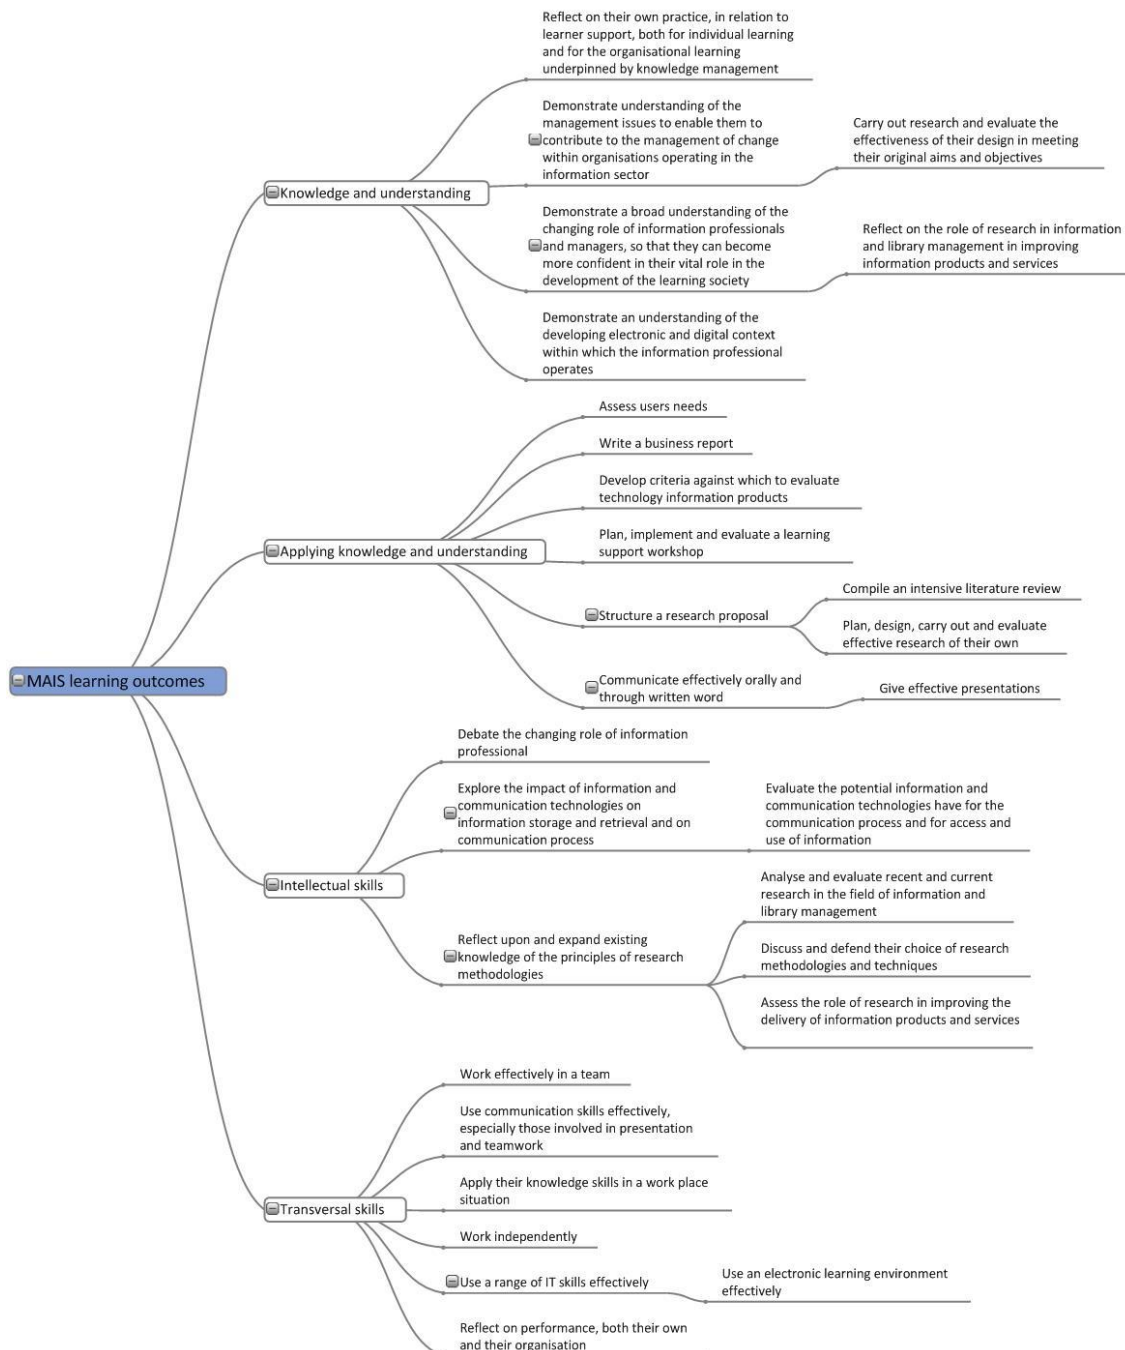 MAIS learning outcomes
Knowledge and understanding
Reflect on their own practice, in relation to
learner support, both for individual learning
and for the organisational learning
underpinned by knowledge management
Demonstrate understanding of the
management issues to enable them to
contribute to the management of change
within organisations operating in the
information sector
Carry out research and evaluate the
effectiveness of their design in meeting
their original aims and objectives
Demonstrate a broad understanding of the
changing role of information professionals
and managers, so that they can become
more confident in their vital role in the
development of the learning society
Reflect on the role of research in information
and library management in improving
information products and services
Demonstrate an understanding of the
developing electronic and digital context
within which the information professional
operates
Applying knowledge and understanding
Assess users needs
Write a business report
Develop criteria against which to evaluate
technology information products
Plan, implement and evaluate a learning
support workshop
Structure a research proposal
Compile an intensive literature review
Plan, design, carry out and evaluate
effective research of their own
Communicate effectively orally and
through written word
Give effective presentations
Intellectual skills
Debate the changing role of information
professional
Explore the impact of information and
communication technologies on
information storage and retrieval and on
communication process
Evaluate the potential information and
communication technologies have for the
communication process and for access and
use of information
Reflect upon and expand existing
knowledge of the principles of research
methodologies
Analyse and evaluate recent and current
research in the field of information and
library management
Discuss and defend their choice of research
methodologies and techniques
Assess the role of research in improving the
delivery of information products and services
Transversal skills
Work effectively in a team
Use communication skills effectively,
especially those involved in presentation
and teamwork
Apply their knowledge skills in a work place
situation
Work independently
Use a range of IT skills effectively
Use an electronic learning environment
effectively
Reflect on performance, both their own
and their organisation